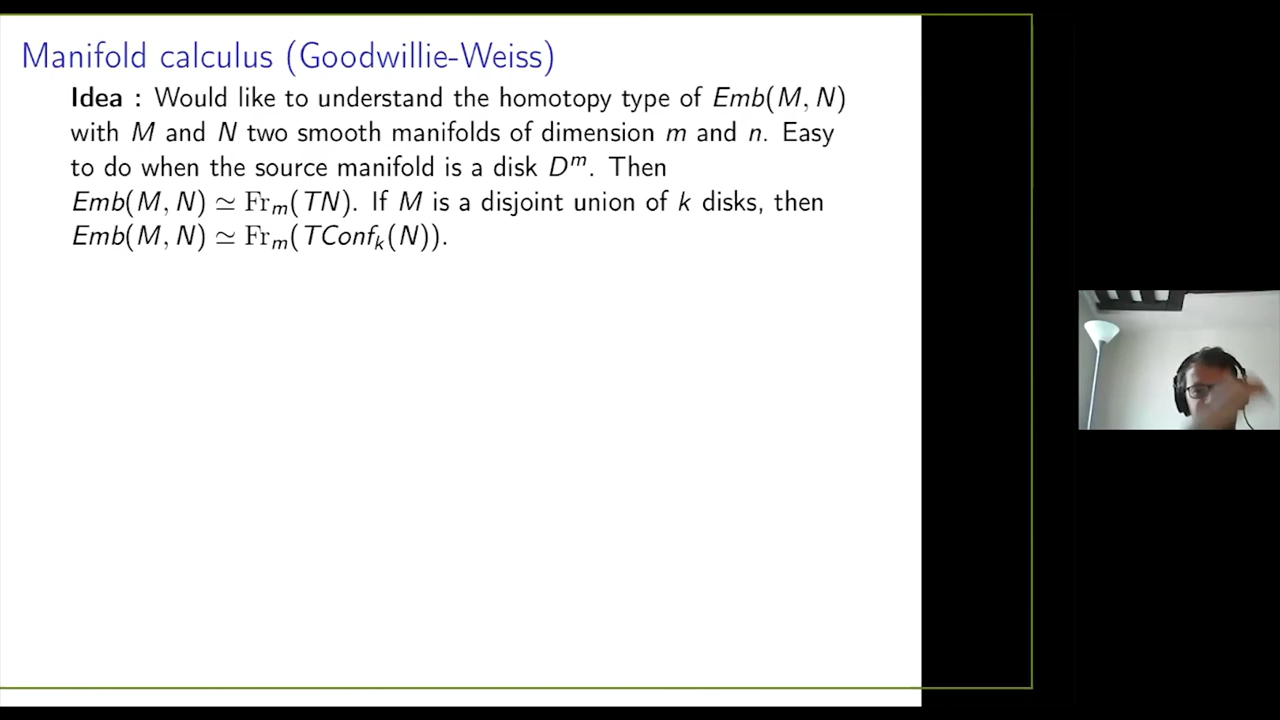 Manifold calculus (Goodwillie-Weiss)
Idea : Would like to understand the homotopy type of Emb(M, N)
with M and N two smooth manifolds of dimension m and n. Easy
to do when the source manifold is a disk D^m. Then
Emb(M, N) ≃ Fr_m(TN). If M is a disjoint union of k disks, then
Emb(M, N) ≃ Fr_m(TConf_k(N)).